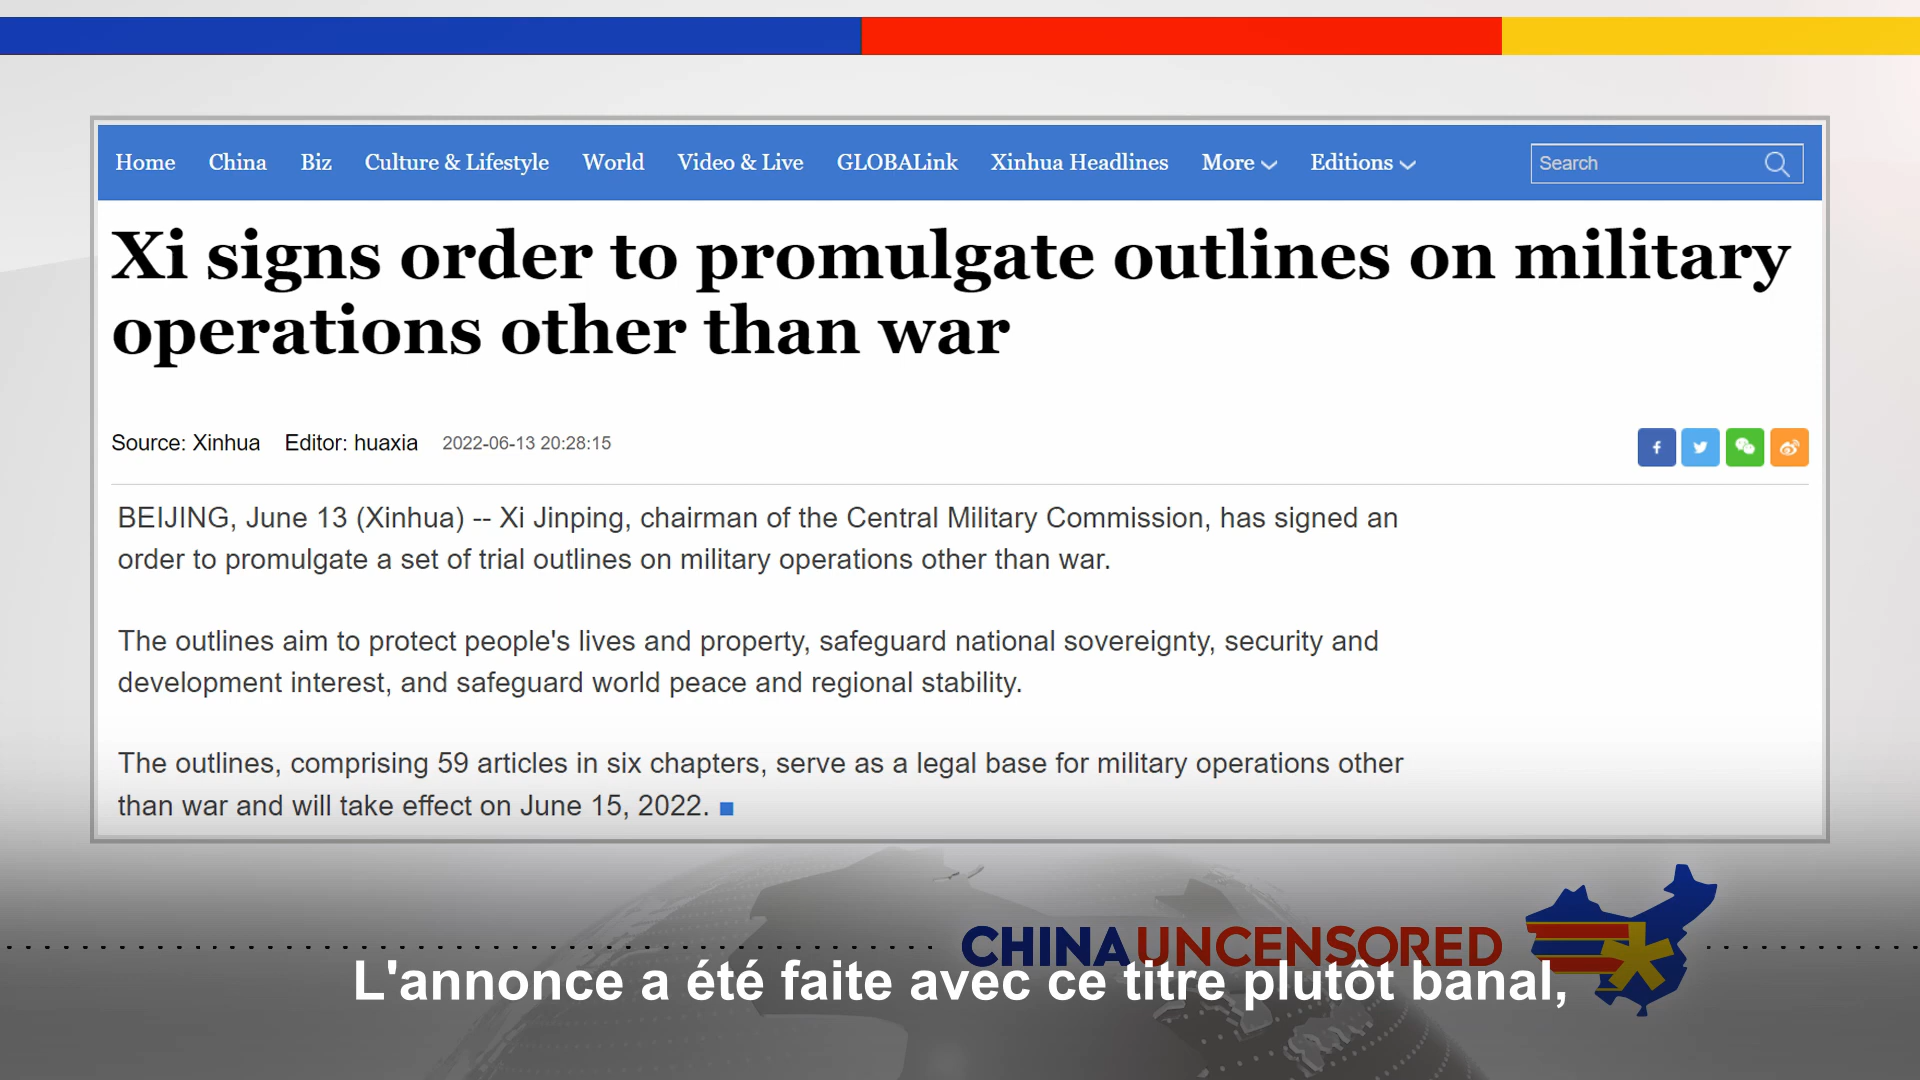 Home China Biz Culture & Lifestyle World Video & Live GLOBALink Xinhua Headlines More Editions Search
Xi signs order to promulgate outlines on military
operations other than war
Source: Xinhua Editor: huaxia 2022-06-13 20:28:15
BEIJING, June 13 (Xinhua) -- Xi Jinping, chairman of the Central Military Commission, has signed an
order to promulgate a set of trial outlines on military operations other than war.
The outlines aim to protect people's lives and property, safeguard national sovereignty, security and
development interest, and safeguard world peace and regional stability.
The outlines, comprising 59 articles in six chapters, serve as a legal base for military operations other
than war and will take effect on June 15, 2022.
CHINA UNCENSORED
L'annonce a été faite avec ce titre plutôt banal,